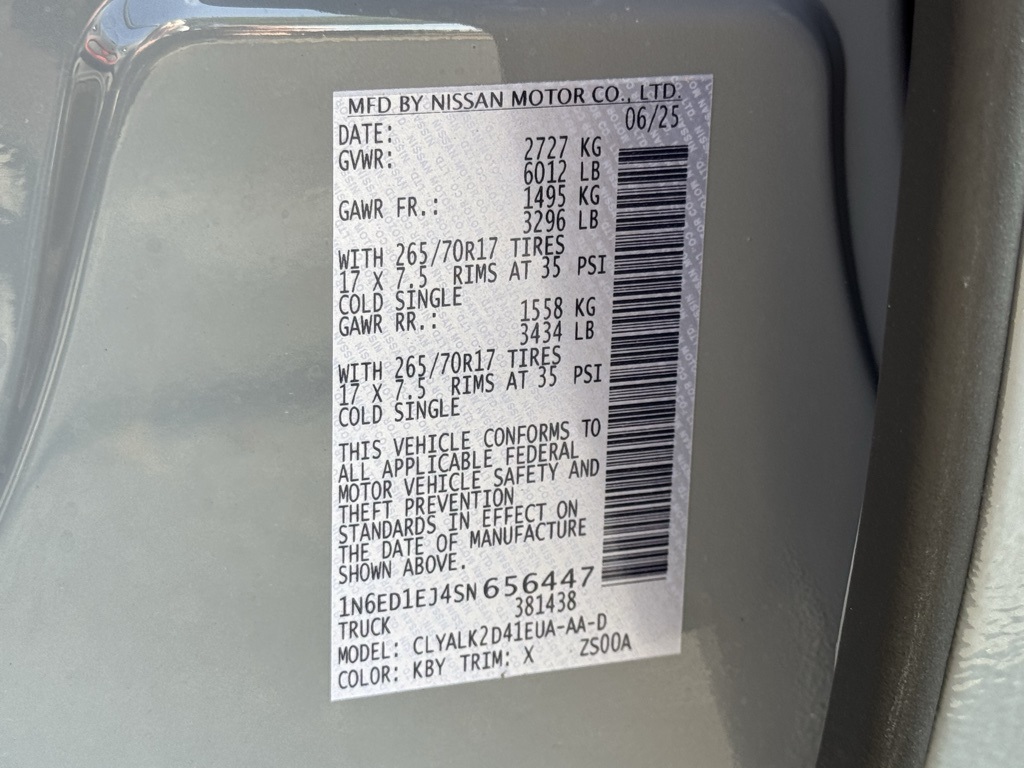 MFD BY NISSAN MOTOR CO., LTD.
DATE: 06/25
GVWR: 2727 KG
6012 LB
GAWR FR.: 1495 KG
3296 LB
WITH 265/70R17 TIRES
17 X 7.5 RIMS AT 35 PSI
COLD SINGLE
GAWR RR.: 1558 KG
3434 LB
WITH 265/70R17 TIRES
17 X 7.5 RIMS AT 35 PSI
COLD SINGLE
THIS VEHICLE CONFORMS TO
ALL APPLICABLE FEDERAL
MOTOR VEHICLE SAFETY AND
THEFT PREVENTION
STANDARDS IN EFFECT ON
THE DATE OF MANUFACTURE
SHOWN ABOVE.
1N6ED1EJ4SN656447
TRUCK 381438
MODEL: CLYALK2D41EUA-AA-D
COLOR: KBY TRIM: X ZS00A